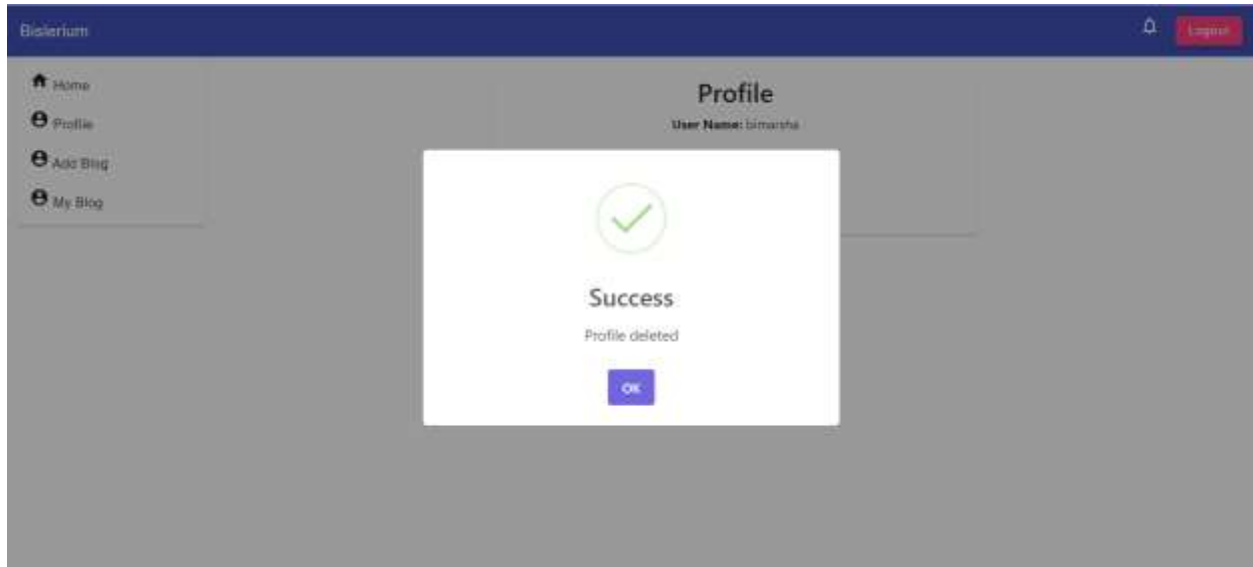 Bislerium
Logout
Home
Profile
Add Blog
My Blog
Profile
User Name: bimarsha
Success
Profile deleted
OK